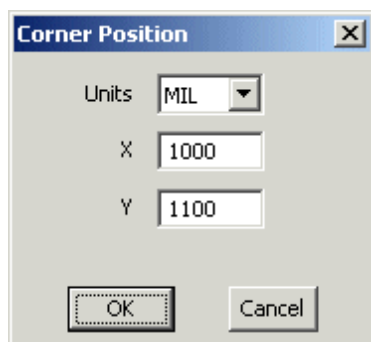 Corner Position
Units MIL
X 1000
Y 1100
OK Cancel